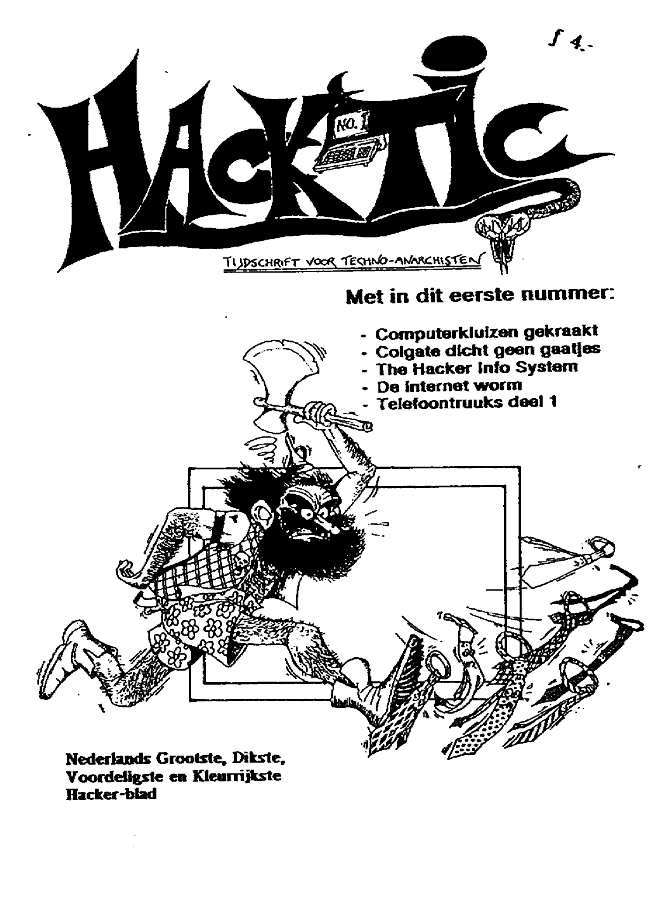 ƒ 4.-
HACK-TIC
NO. 1
TIJDSCHRIFT VOOR TECHNO-ANARCHISTEN
Met in dit eerste nummer:
- Computerkluizen gekraakt
- Colgate dicht geen gaatjes
- The Hacker Info System
- De Internet worm
- Telefoontruuks deel 1
Nederlands Grootste, Dikste,
Voordeligste en Kleurrijkste
Hacker-blad